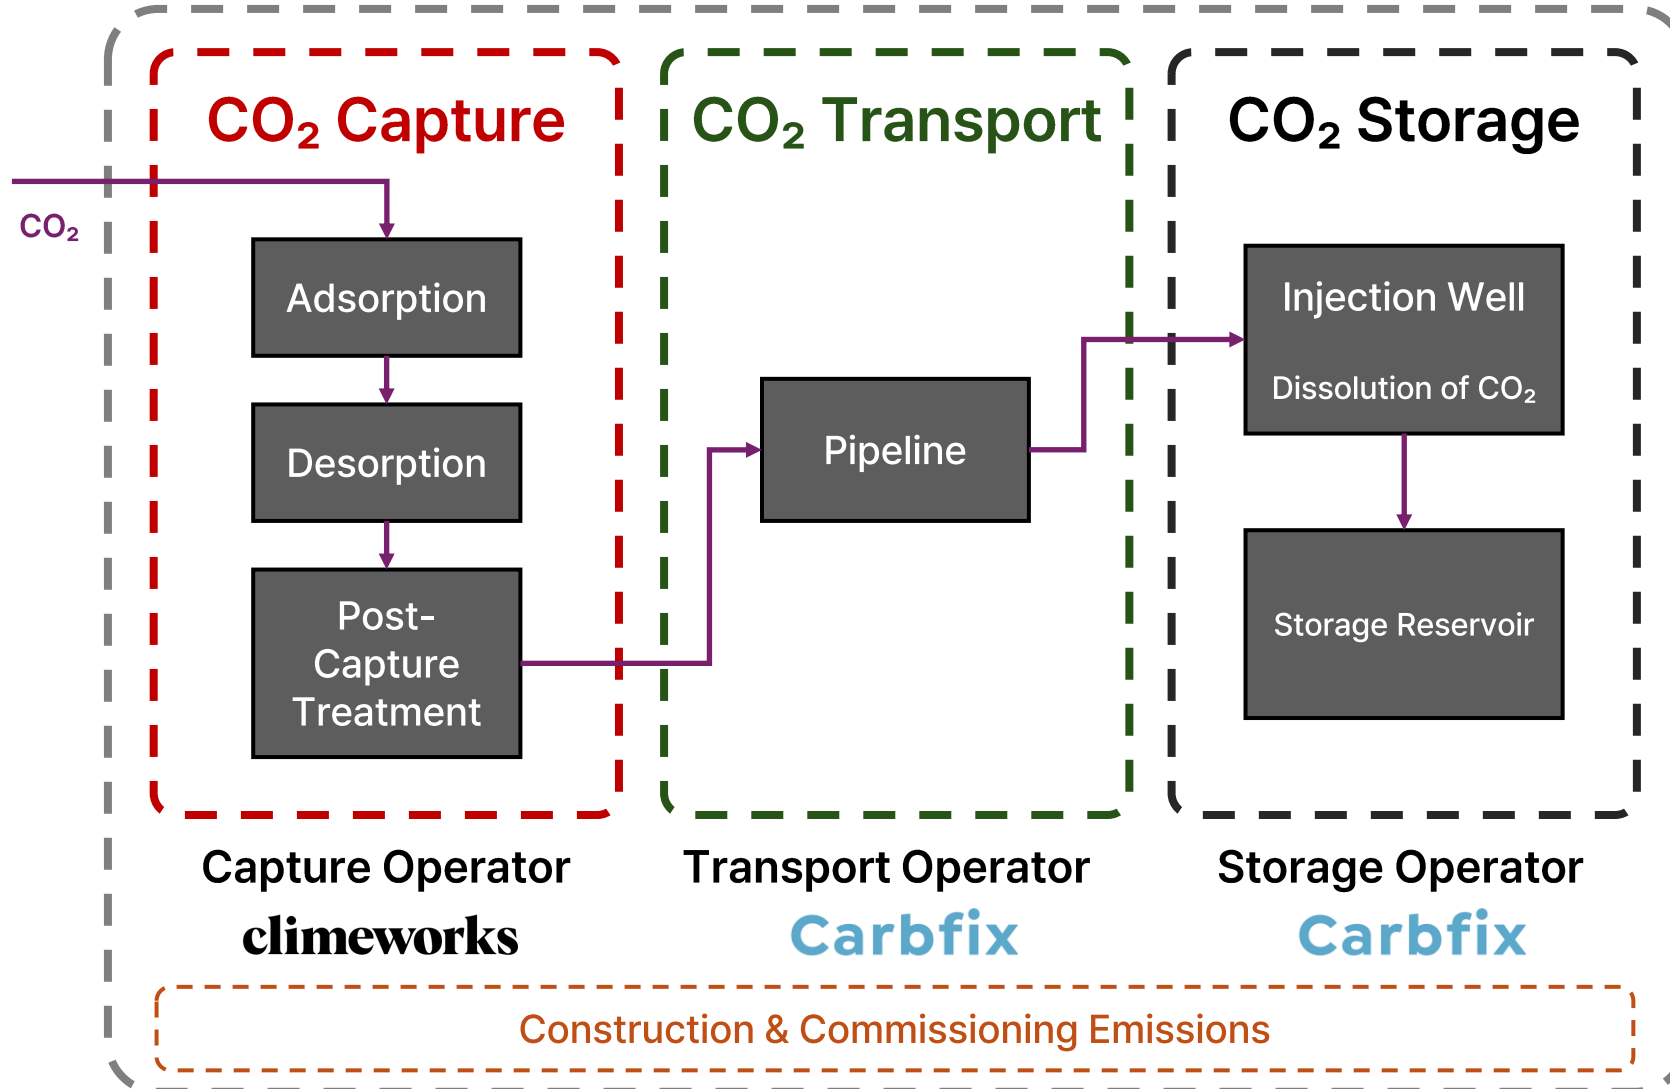 CO₂ Capture
CO₂ Transport
CO₂ Storage
CO₂
Adsorption
Desorption
Post-
Capture
Treatment
Pipeline
Injection Well
Dissolution of CO₂
Storage Reservoir
Capture Operator
climeworks
Transport Operator
Carbfix
Storage Operator
Carbfix
Construction & Commissioning Emissions